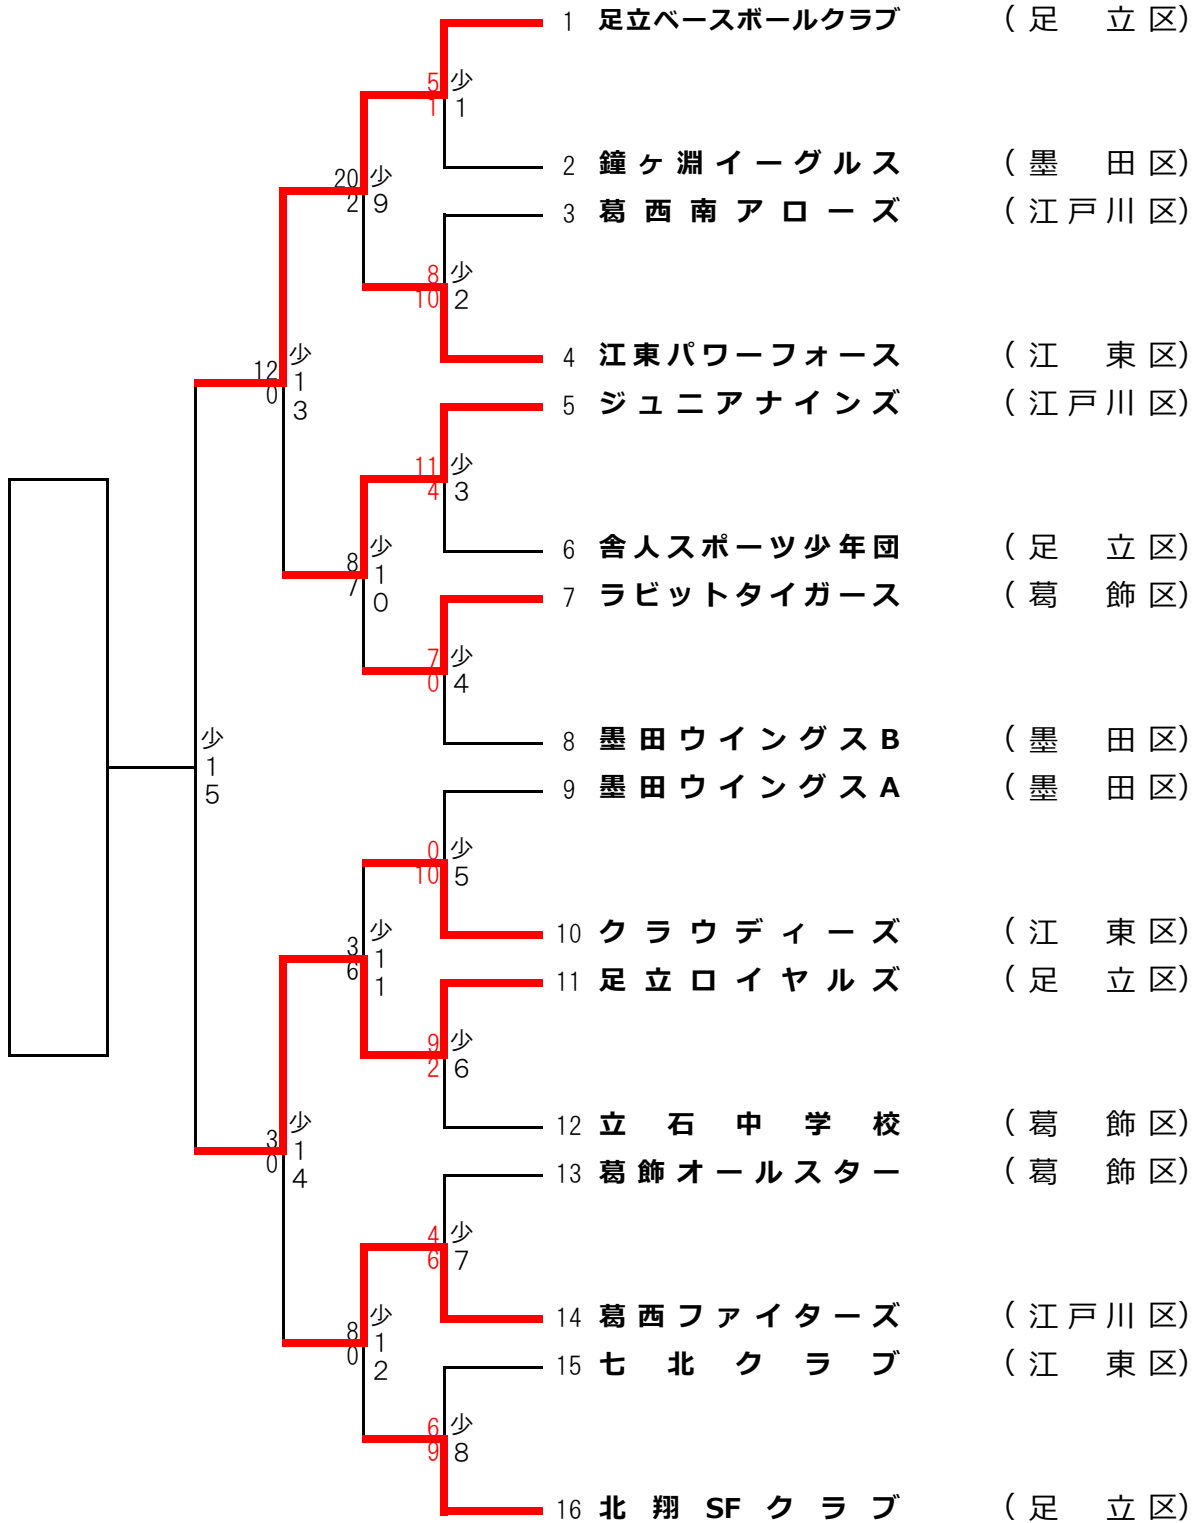 1 足立ベースボールクラブ (足 立区)
5 少
1 1
2 鐘ヶ淵イーグルス (墨 田区)
20 少
2 9
3 葛西南アローズ (江戸川区)
8 少
10 2
4 江東パワーフォース (江 東区)
12 少
0 1
3
5 ジュニアナインズ (江戸川区)
11 少
4 3
6 舎人スポーツ少年団 (足 立区)
8 少
7 1
0
7 ラビットタイガース (葛 飾区)
7 少
0 4
8 墨田ウイングスB (墨 田区)
少
1
5
9 墨田ウイングスA (墨 田区)
0 少
10 5
10 クラウディーズ (江 東区)
3 少
6 1
1
11 足立ロイヤルズ (足 立区)
9 少
2 6
12 立石中学校 (葛 飾区)
3 少
0 1
4
13 葛飾オールスター (葛 飾区)
4 少
6 7
14 葛西ファイターズ (江戸川区)
8 少
0 1
2
15 七北クラブ (江 東区)
6 少
9 8
16 北翔SFクラブ (足 立区)